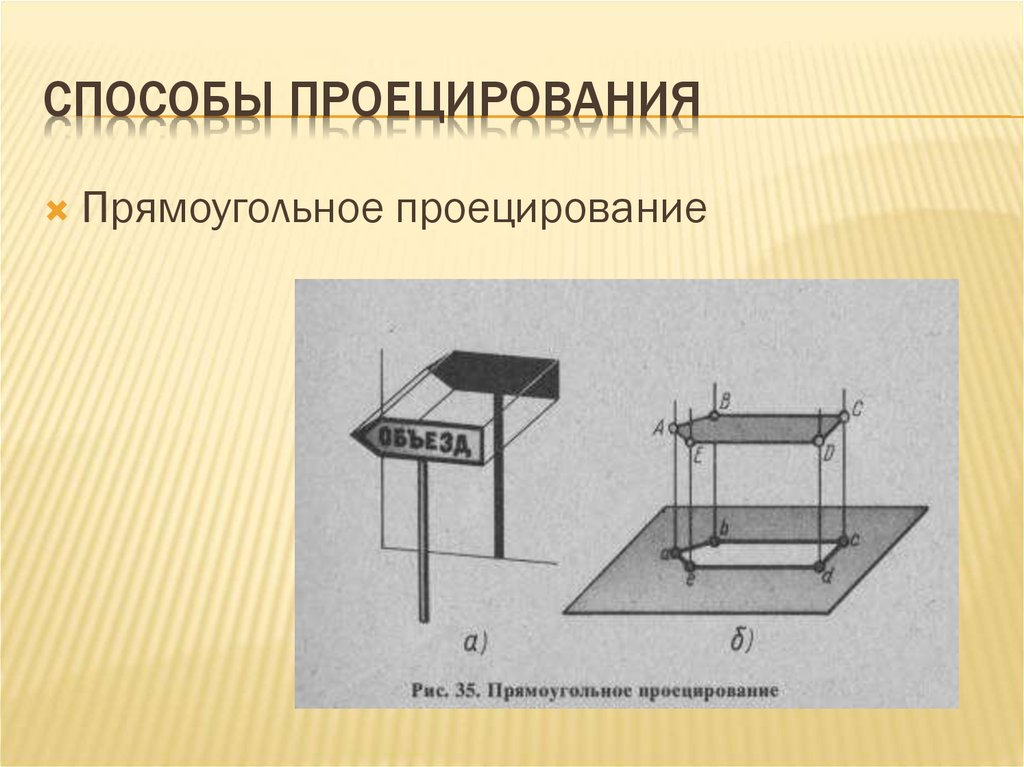 СПОСОБЫ ПРОЕЦИРОВАНИЯ
Прямоугольное проецирование
ОБЪЕЗД
A
B
C
E
D
a
b
c
e
d
а)
б)
Рис. 35. Прямоугольное проецирование